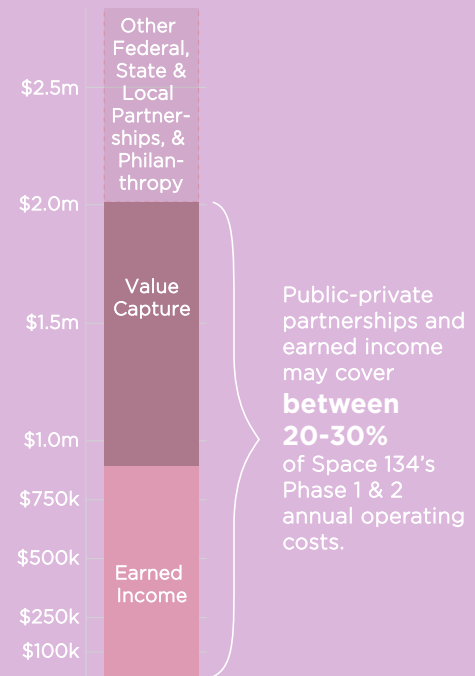 Other
Federal,
State &
Local
Partner-
ships, &
Philan-
thropy
$2.5m
$2.0m
Value
Capture
$1.5m
$1.0m
$750k
$500k
Earned
Income
$250k
$100k
Public-private
partnerships and
earned income
may cover
between
20-30%
of Space 134's
Phase 1 & 2
annual operating
costs.